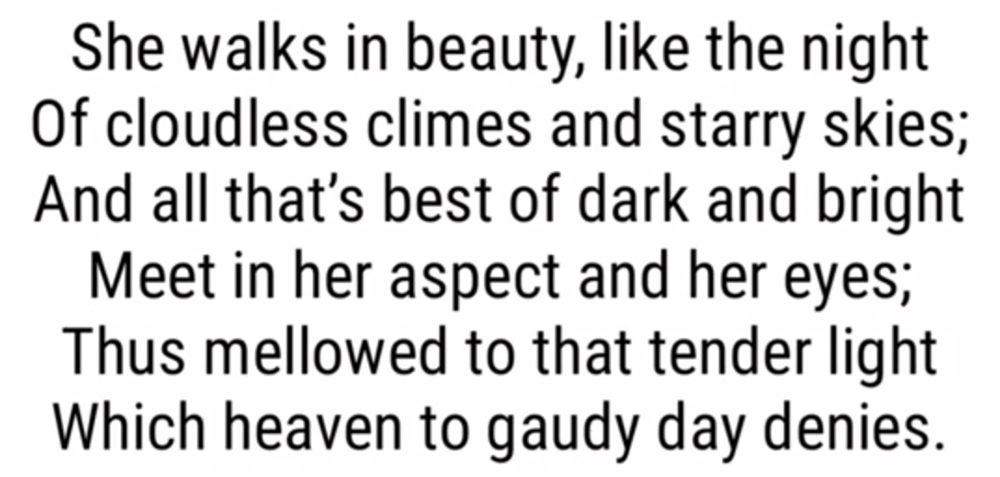 She walks in beauty, like the night
Of cloudless climes and starry skies;
And all that’s best of dark and bright
Meet in her aspect and her eyes;
Thus mellowed to that tender light
Which heaven to gaudy day denies.